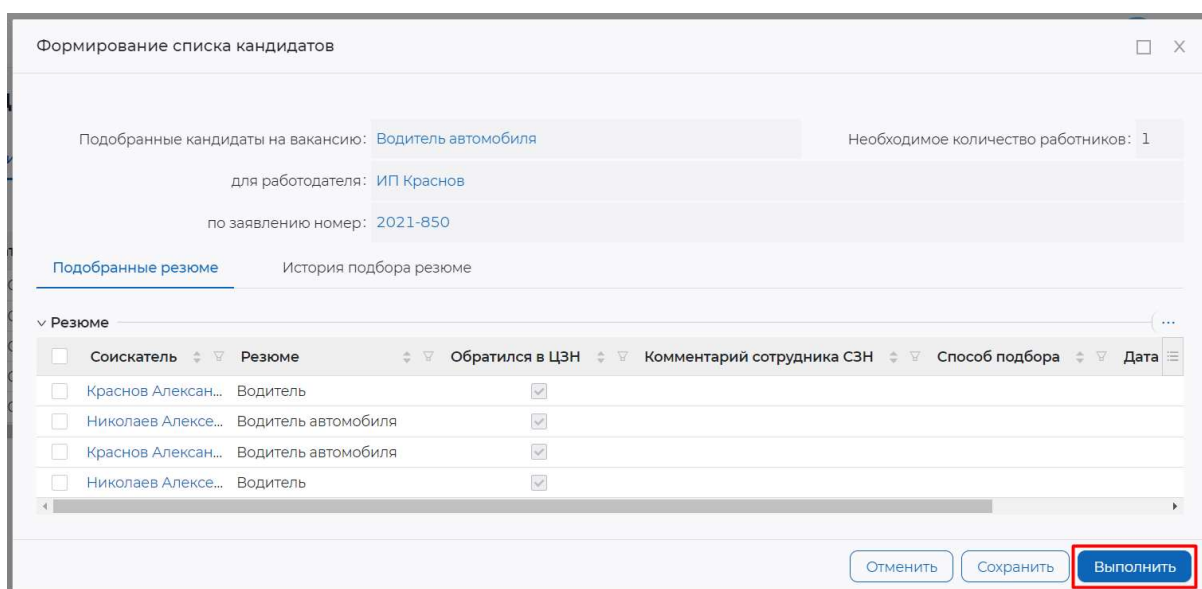 Формирование списка кандидатов
Подобранные кандидаты на вакансию: Водитель автомобиля Необходимое количество работников: 1
для работодателя: ИП Краснов
по заявлению номер: 2021-850
Подобранные резюме История подбора резюме
Резюме
Соискатель Резюме Обратился в ЦЗН Комментарий сотрудника СЗН Способ подбора Дата
Краснов Алексан... Водитель
Николаев Алексе... Водитель автомобиля
Краснов Алексан... Водитель автомобиля
Николаев Алексе... Водитель
Отменить Сохранить Выполнить